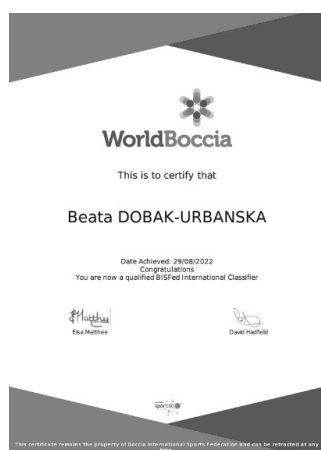 WorldBoccia
This is to certify that
Beata DOBAK-URBANSKA
Date Achieved: 29/08/2022
Congratulations
You are now a qualified BISFed International Classifier
Elsa Matthee
David Hadfield
sport:80
This certificate remains the property of Boccia International Sports Federation and can be retracted at any